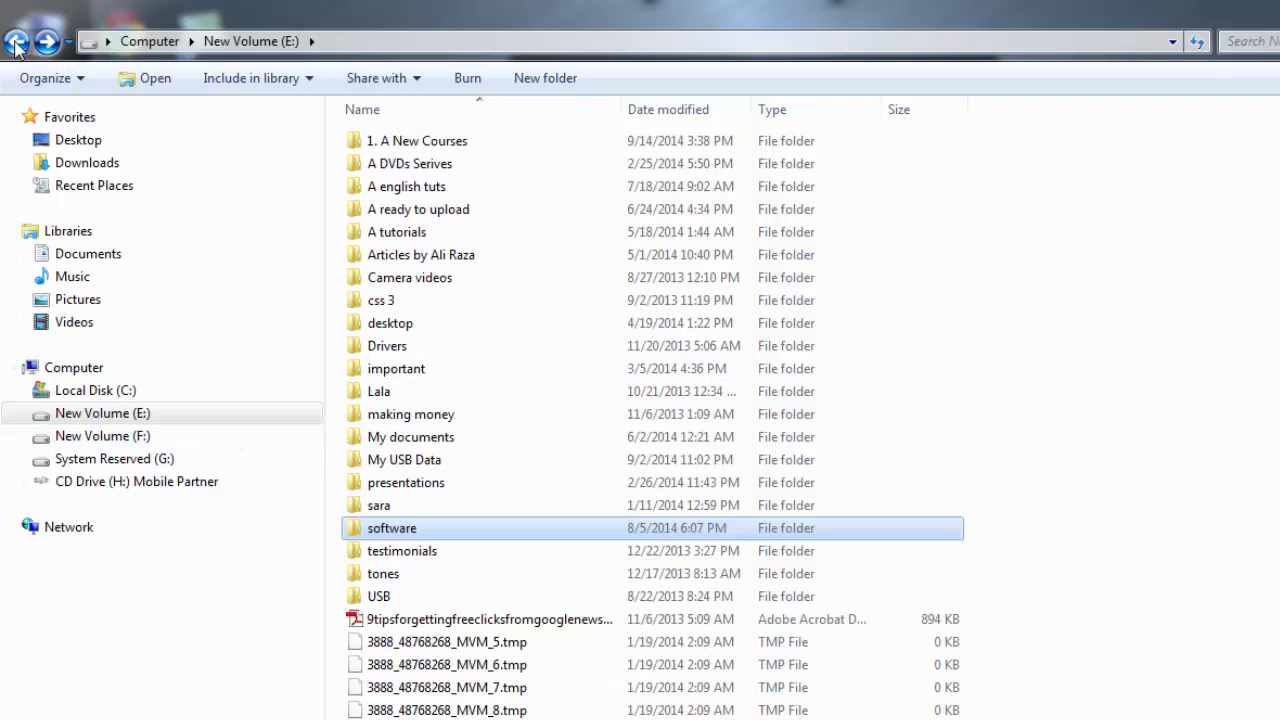 Computer New Volume (E:) Search N
Organize Open Include in library Share with Burn New folder
Name Date modified Type Size
Favorites
Desktop
Downloads
Recent Places
Libraries
Documents
Music
Pictures
Videos
Computer
Local Disk (C:)
New Volume (E:)
New Volume (F:)
System Reserved (G:)
CD Drive (H:) Mobile Partner
Network
1. A New Courses 9/14/2014 3:38 PM File folder
A DVDs Serives 2/25/2014 5:50 PM File folder
A english tuts 7/18/2014 9:02 AM File folder
A ready to upload 6/24/2014 4:34 PM File folder
A tutorials 5/18/2014 1:44 AM File folder
Articles by Ali Raza 5/1/2014 10:40 PM File folder
Camera videos 8/27/2013 12:10 PM File folder
css 3 9/2/2013 11:19 PM File folder
desktop 4/19/2014 1:22 PM File folder
Drivers 11/20/2013 5:06 AM File folder
important 3/5/2014 4:36 PM File folder
Lala 10/21/2013 12:34 ... File folder
making money 11/6/2013 1:09 AM File folder
My documents 6/2/2014 12:21 AM File folder
My USB Data 9/2/2014 11:02 PM File folder
presentations 2/26/2014 11:43 PM File folder
sara 1/11/2014 12:59 PM File folder
software 8/5/2014 6:07 PM File folder
testimonials 12/22/2013 3:27 PM File folder
tones 12/17/2013 8:13 AM File folder
USB 8/22/2013 8:24 PM File folder
9tipsforgettingfreeclicksfromgooglenews... 11/6/2013 5:09 AM Adobe Acrobat D... 894 KB
3888_48768268_MVM_5.tmp 1/19/2014 2:09 AM TMP File 0 KB
3888_48768268_MVM_6.tmp 1/19/2014 2:09 AM TMP File 0 KB
3888_48768268_MVM_7.tmp 1/19/2014 2:09 AM TMP File 0 KB
3888_48768268_MVM_8.tmp 1/19/2014 2:09 AM TMP File 0 KB